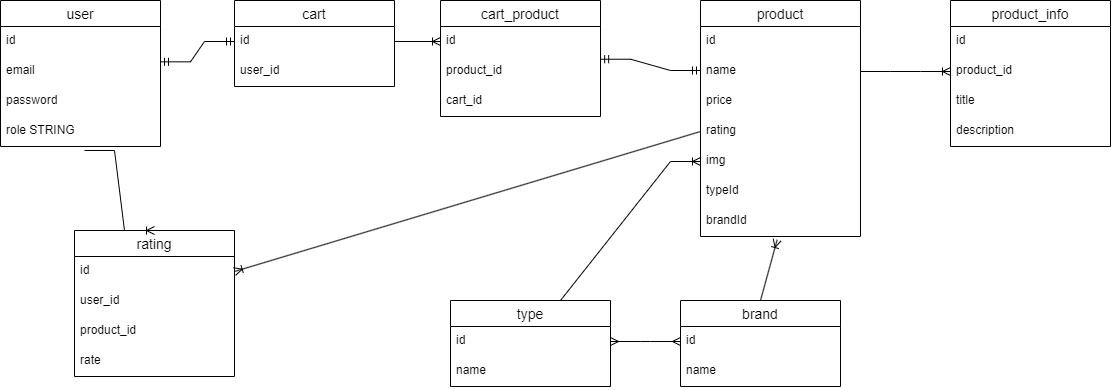 user
id
email
password
role STRING
cart
id
user_id
cart_product
id
product_id
cart_id
product
id
name
price
rating
img
typeId
brandId
product_info
id
product_id
title
description
rating
id
user_id
product_id
rate
type
id
name
brand
id
name